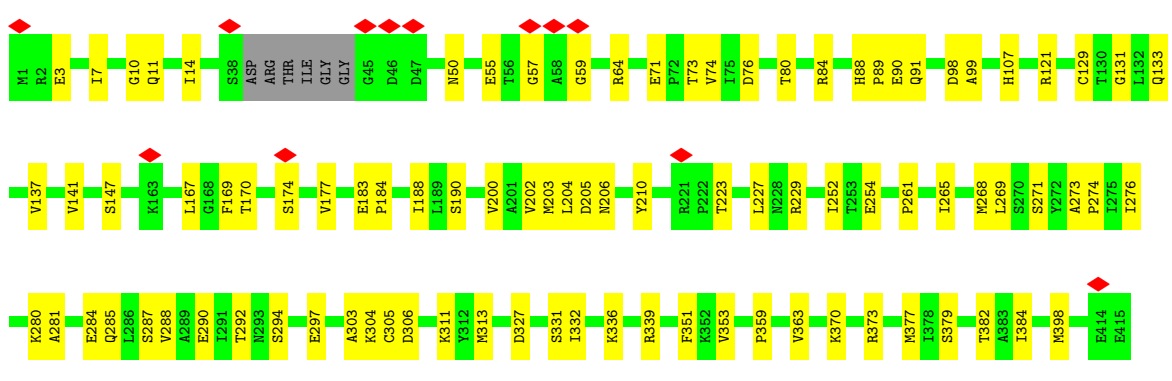 M1 R2 E3 I7 G10 Q11 I14 S38 ASP ARG THR ILE GLY GLY G45 D46 D47 N50 E55 T56 G57 A58 G59 R64 E71 P72 T73 V74 I75 D76 T80 R84 H88 P89 E90 Q91 D98 A99 H107 R121 C129 T130 G131 L132 Q133
V137 V141 S147 K163 L167 G168 F169 T170 S174 V177 E183 P184 I188 L189 S190 V200 A201 V202 M203 L204 D205 N206 Y210 R221 P222 T223 L227 N228 R229 I252 T253 E254 P261 I265 M268 L269 S270 S271 Y272 A273 P274 I275 I276
K280 A281 E284 Q285 L286 S287 V288 A289 E290 I291 T292 N293 S294 E297 A303 K304 C305 D306 K311 Y312 M313 D327 S331 I332 K336 R339 F351 K352 V353 P359 V363 K370 R373 M377 I378 S379 T382 A383 I384 M398 E414 E415